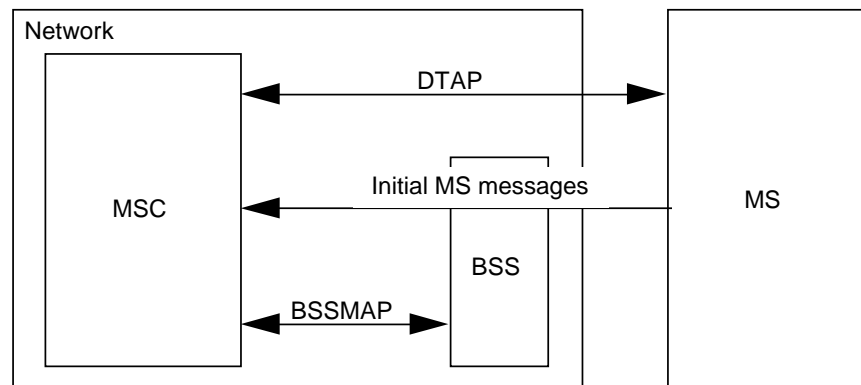 Network
DTAP
Initial MS messages
MSC
MS
BSS
BSSMAP